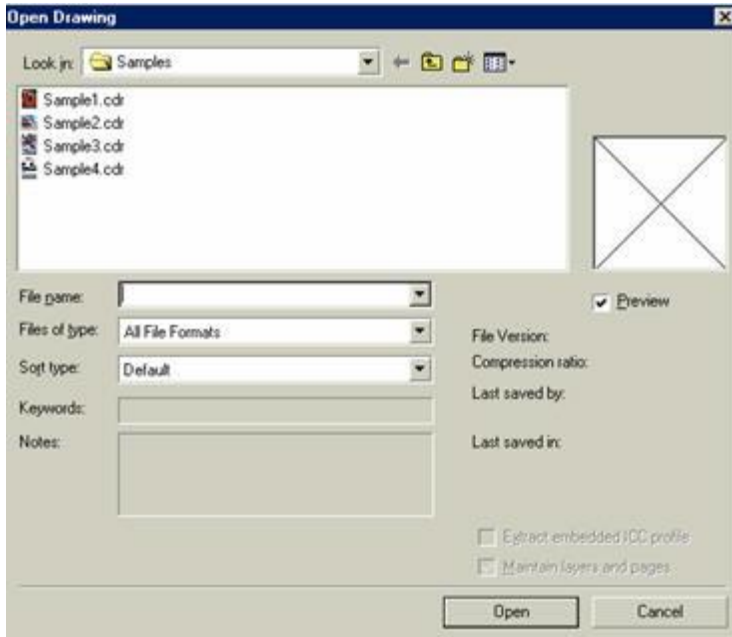 Open Drawing
Look in: Samples
Sample1.cdr
Sample2.cdr
Sample3.cdr
Sample4.cdr
File name:
Preview
Files of type: All File Formats
File Version:
Sort type: Default
Compression ratio:
Keywords:
Last saved by:
Notes:
Last saved in:
Extract embedded ICC profile
Maintain layers and pages
Open Cancel